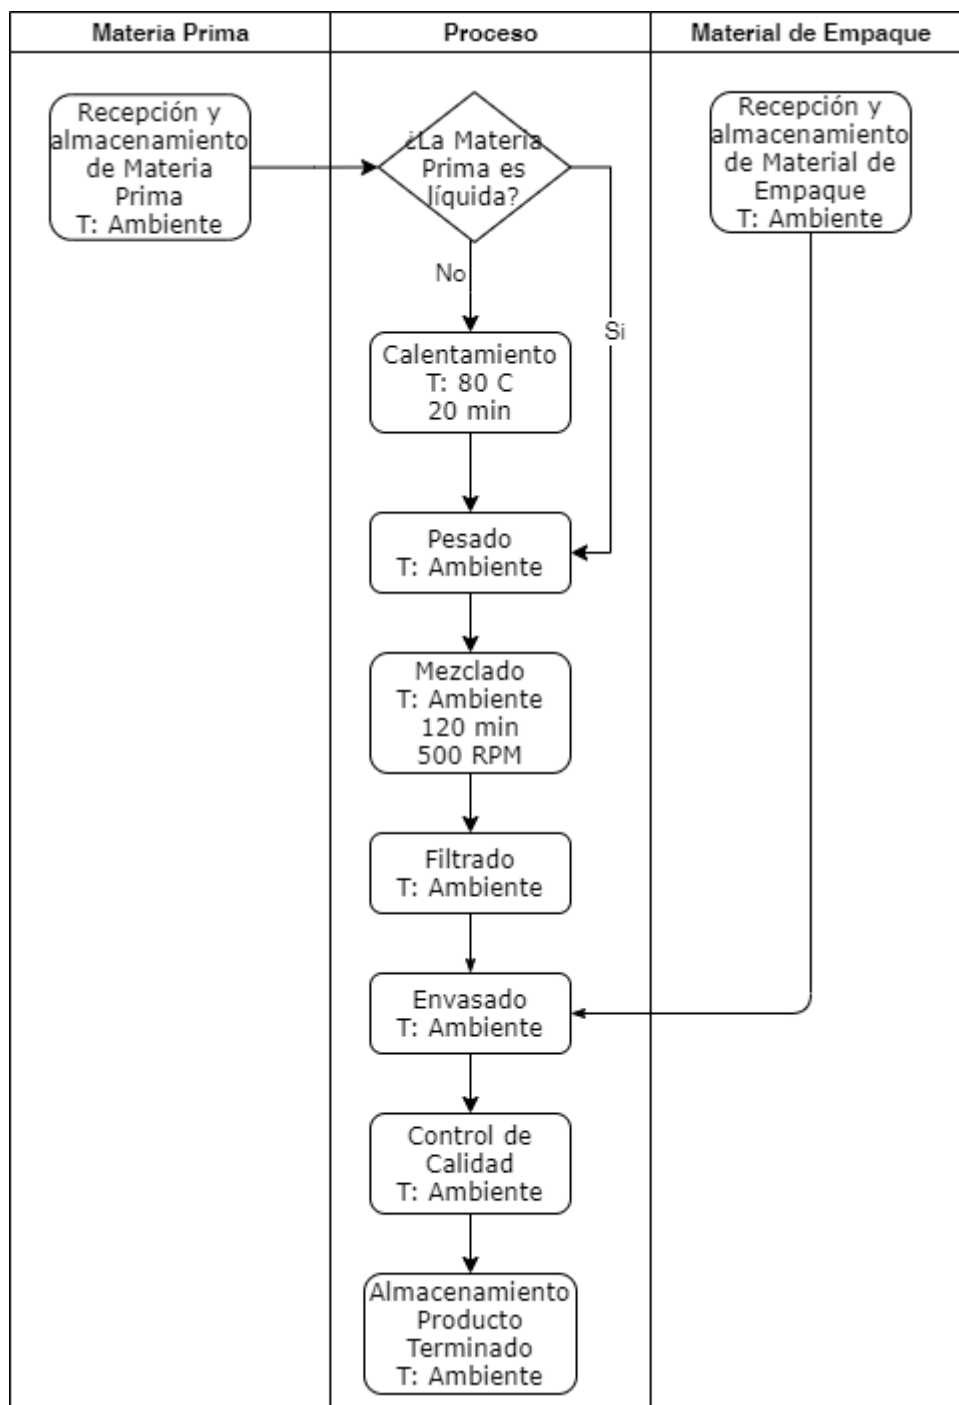 Materia Prima
Proceso
Material de Empaque
Recepción y
almacenamiento
de Materia
Prima
T: Ambiente
¿La Materia
Prima es
líquida?
Recepción y
almacenamiento
de Material de
Empaque
T: Ambiente
No
Si
Calentamiento
T: 80 C
20 min
Pesado
T: Ambiente
Mezclado
T: Ambiente
120 min
500 RPM
Filtrado
T: Ambiente
Envasado
T: Ambiente
Control de
Calidad
T: Ambiente
Almacenamiento
Producto
Terminado
T: Ambiente